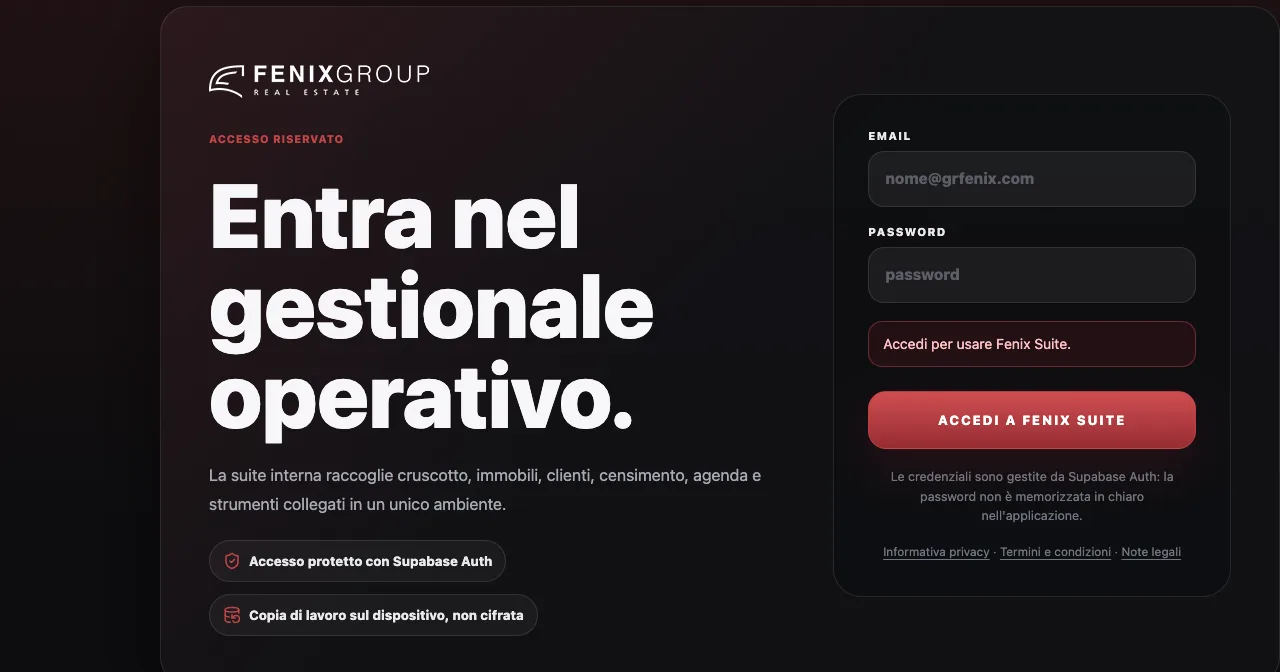 FENIXGROUP
REAL ESTATE
ACCESSO RISERVATO
Entra nel
gestionale
operativo.
La suite interna raccoglie cruscotto, immobili, clienti, censimento, agenda e
strumenti collegati in un unico ambiente.
Accesso protetto con Supabase Auth
Copia di lavoro sul dispositivo, non cifrata
EMAIL
nome@grfenix.com
PASSWORD
password
Accedi per usare Fenix Suite.
ACCEDI A FENIX SUITE
Le credenziali sono gestite da Supabase Auth: la
password non è memorizzata in chiaro
nell'applicazione.
Informativa privacy · Termini e condizioni · Note legali